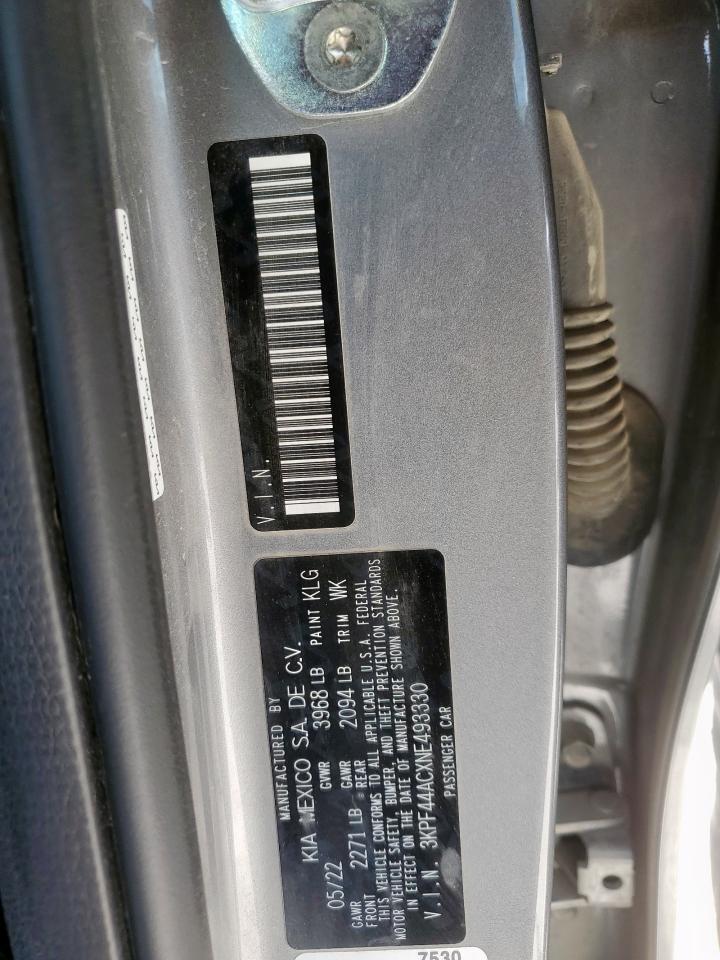 V.I.N.
MANUFACTURED BY
KIA MEXICO S.A. DE C.V.
05/22 GVWR 3968 LB PAINT KLG
GAWR FRONT 2271 LB GAWR REAR 2094 LB TRIM WK
THIS VEHICLE CONFORMS TO ALL APPLICABLE U.S.A. FEDERAL
MOTOR VEHICLE SAFETY, BUMPER, AND THEFT PREVENTION STANDARDS
IN EFFECT ON THE DATE OF MANUFACTURE SHOWN ABOVE.
V.I.N. 3KPF44ACXNE493330
PASSENGER CAR
7530